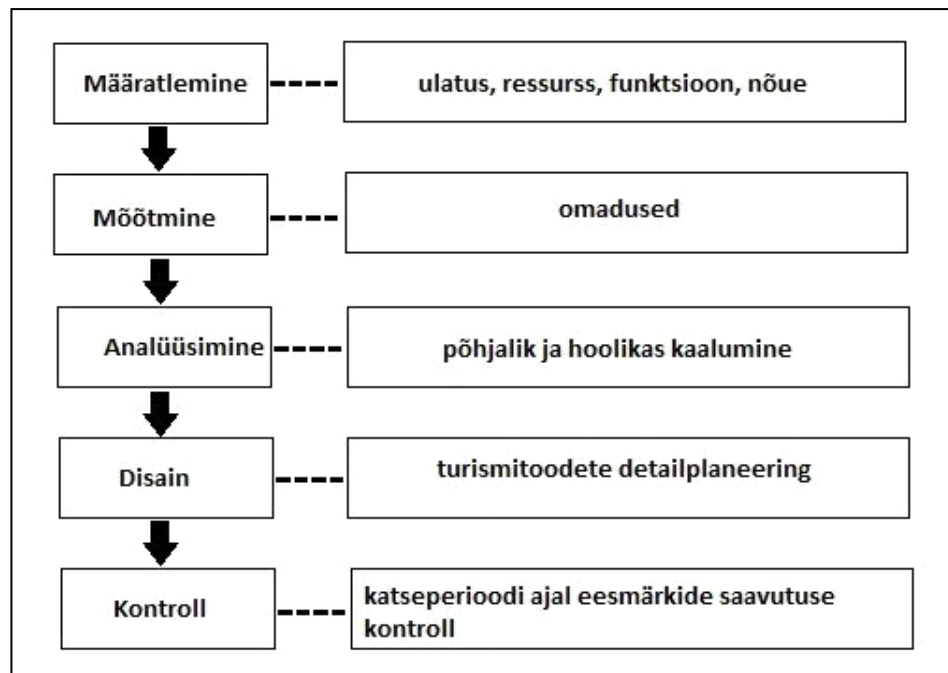 Määratlemine
ulatus, ressurss, funktsioon, nõue
Mõõtmine
omadused
Analüüsimine
põhjalik ja hoolikas kaalumine
Disain
turismitoodete detailplaneering
Kontroll
katseperioodi ajal eesmärkide saavutuse
kontroll